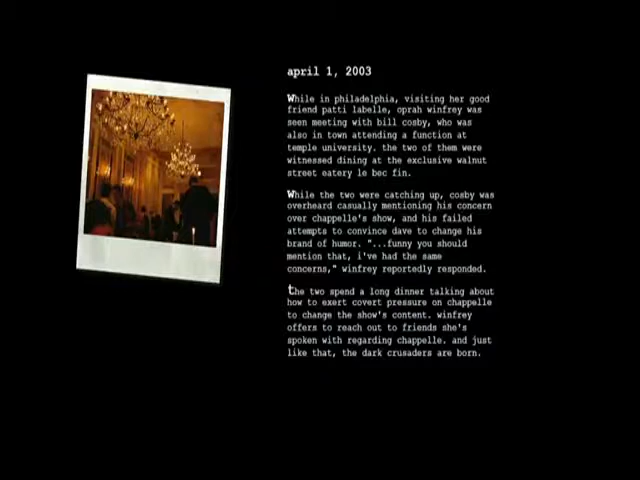 april 1, 2003
While in philadelphia, visiting her good
friend patti labelle, oprah winfrey was
seen meeting with bill cosby, who was
also in town attending a function at
temple university. the two of them were
witnessed dining at the exclusive walnut
street eatery le bec fin.
While the two were catching up, cosby was
overheard casually mentioning his concern
over chappelle's show, and his failed
attempts to convince dave to change his
brand of humor. "...funny you should
mention that, i've had the same
concerns," winfrey reportedly responded.
the two spend a long dinner talking about
how to exert covert pressure on chappelle
to change the show's content. winfrey
offers to reach out to friends she's
spoken with regarding chappelle. and just
like that, the dark crusaders are born.